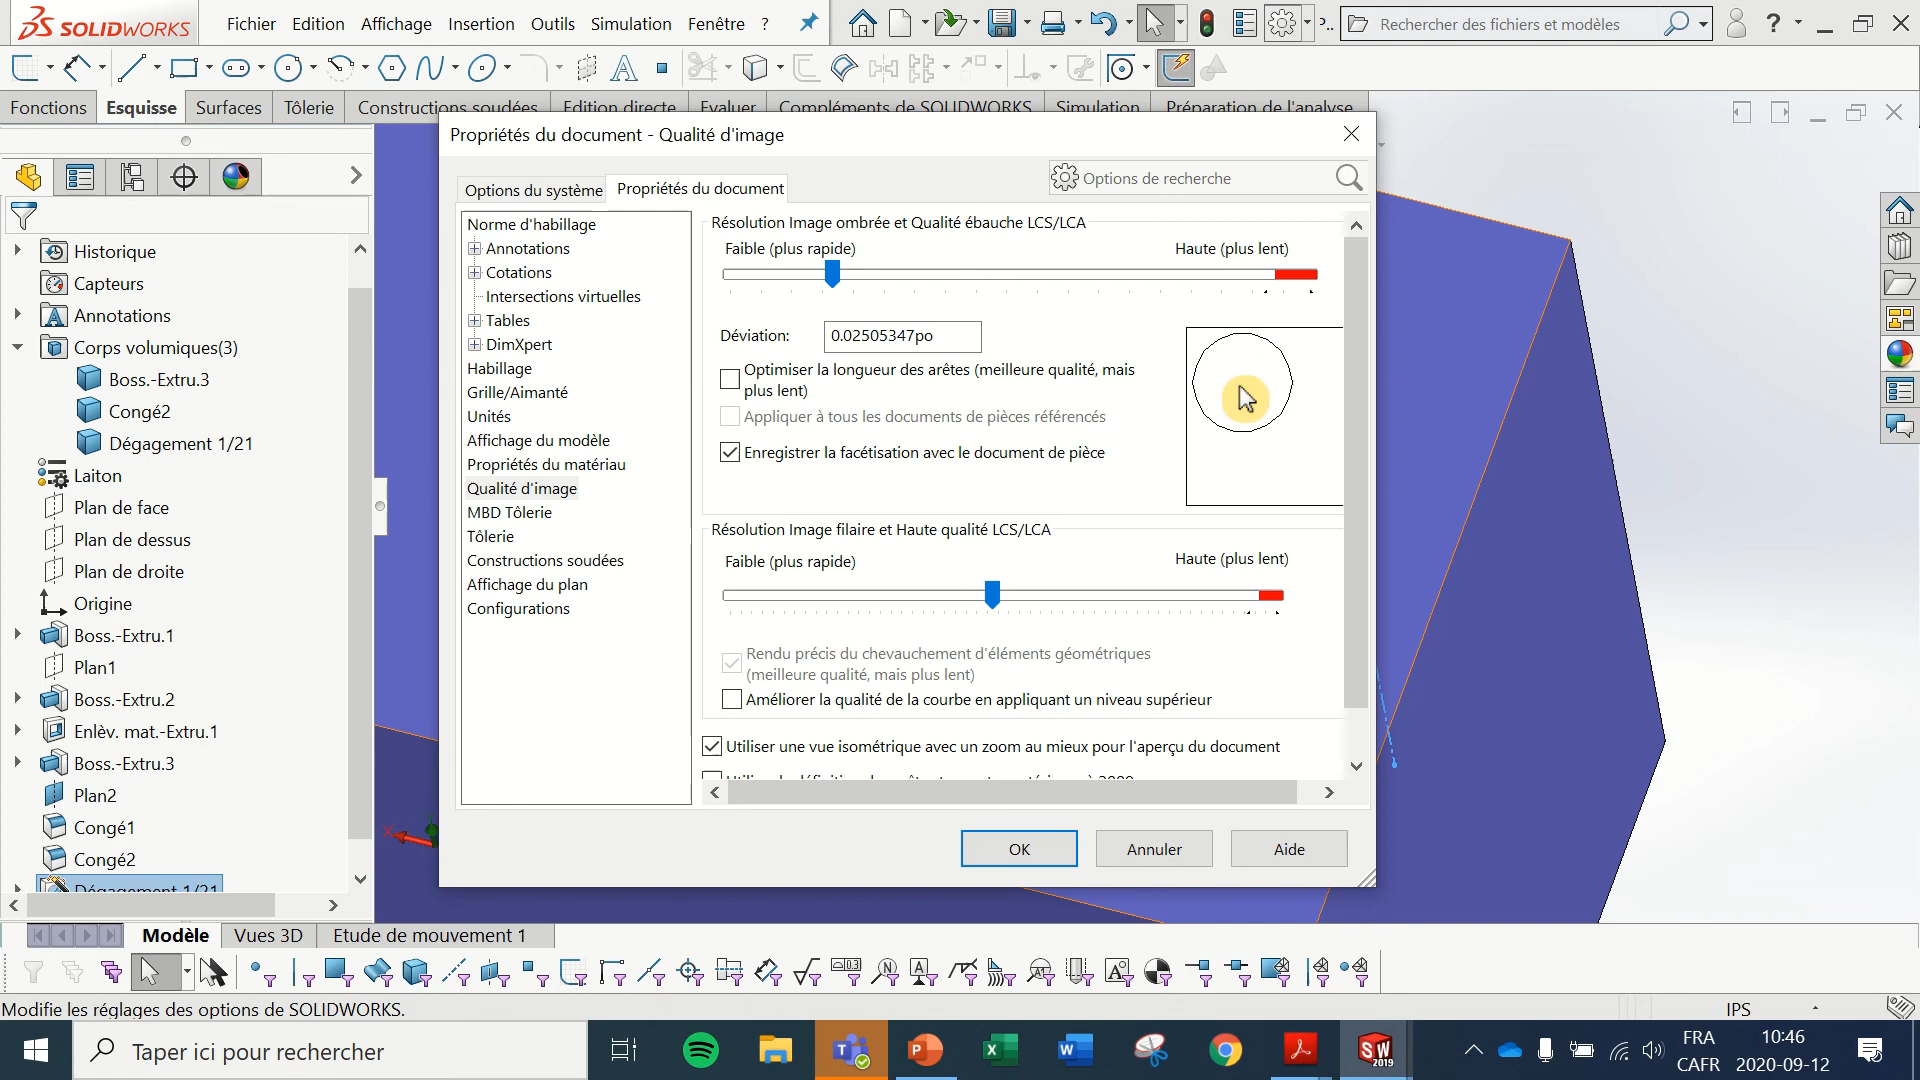 SOLIDWORKS Fichier Edition Affichage Insertion Outils Simulation Fenêtre ?
Rechercher des fichiers et modèles
Fonctions Esquisse Surfaces Tôlerie Constructions soudées Edition directe Evaluer Compléments de SOLIDWORKS Simulation Préparation de l'analyse
Propriétés du document - Qualité d'image
Options du système Propriétés du document
Options de recherche
Historique
Capteurs
Annotations
Corps volumiques(3)
Boss.-Extru.3
Congé2
Dégagement 1/21
Laiton
Plan de face
Plan de dessus
Plan de droite
Origine
Boss.-Extru.1
Plan1
Boss.-Extru.2
Enlèv. mat.-Extru.1
Boss.-Extru.3
Plan2
Congé1
Congé2
Dégagement 1/21
Norme d'habillage
Annotations
Cotations
Intersections virtuelles
Tables
DimXpert
Habillage
Grille/Aimanté
Unités
Affichage du modèle
Propriétés du matériau
Qualité d'image
MBD Tôlerie
Tôlerie
Constructions soudées
Affichage du plan
Configurations
Résolution Image ombrée et Qualité ébauche LCS/LCA
Faible (plus rapide) Haute (plus lent)
Déviation: 0.02505347po
Optimiser la longueur des arêtes (meilleure qualité, mais
plus lent)
Appliquer à tous les documents de pièces référencés
Enregistrer la facétisation avec le document de pièce
Résolution Image filaire et Haute qualité LCS/LCA
Faible (plus rapide) Haute (plus lent)
Rendu précis du chevauchement d'éléments géométriques
(meilleure qualité, mais plus lent)
Améliorer la qualité de la courbe en appliquant un niveau supérieur
Utiliser une vue isométrique avec un zoom au mieux pour l'aperçu du document
OK Annuler Aide
Modèle Vues 3D Etude de mouvement 1
Modifie les réglages des options de SOLIDWORKS.
IPS
Taper ici pour rechercher
SW
2019
FRA
CAFR
10:46
2020-09-12